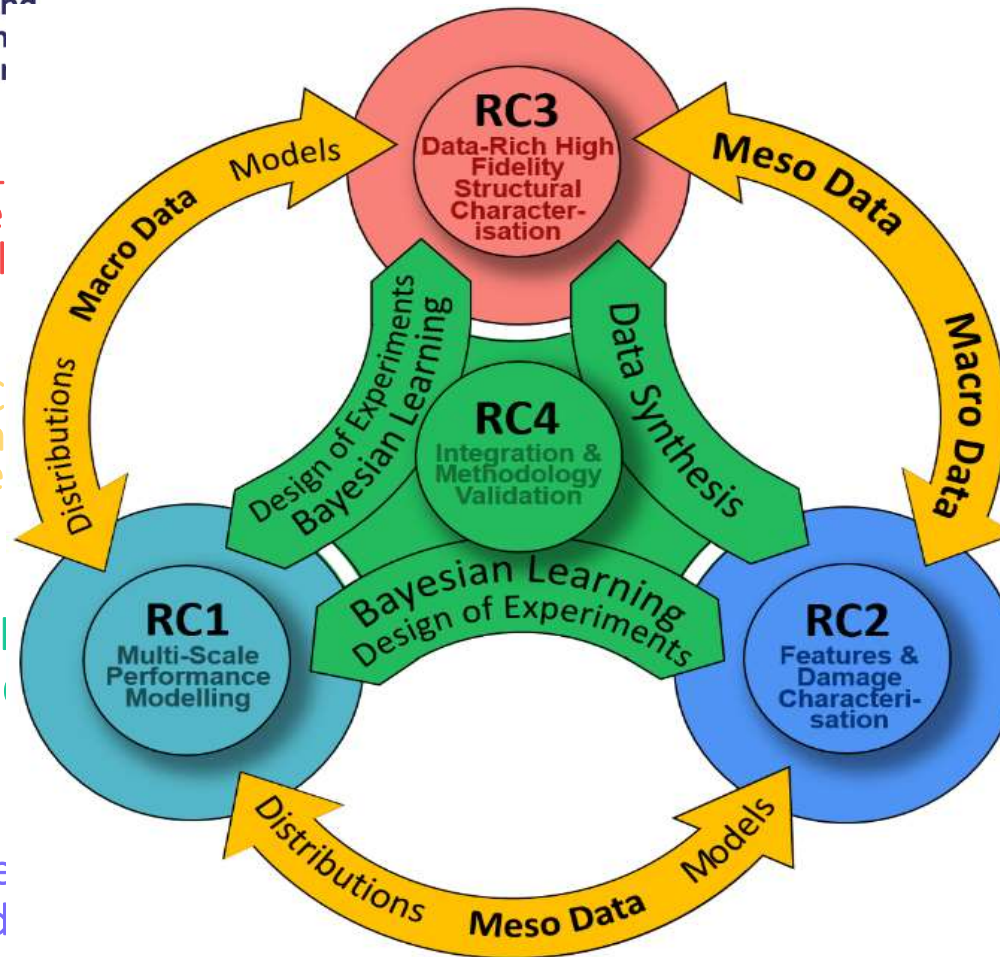 RC3
Data-Rich High
Fidelity
Structural
Character-
isation
Models
Macro Data
Distributions
Meso Data
Macro Data
Design of Experiments
Bayesian Learning
Data Synthesis
RC4
Integration &
Methodology
Validation
Bayesian Learning
Design of Experiments
RC1
Multi-Scale
Performance
Modelling
RC2
Features &
Damage
Characteri-
sation
Distributions
Meso Data
Models